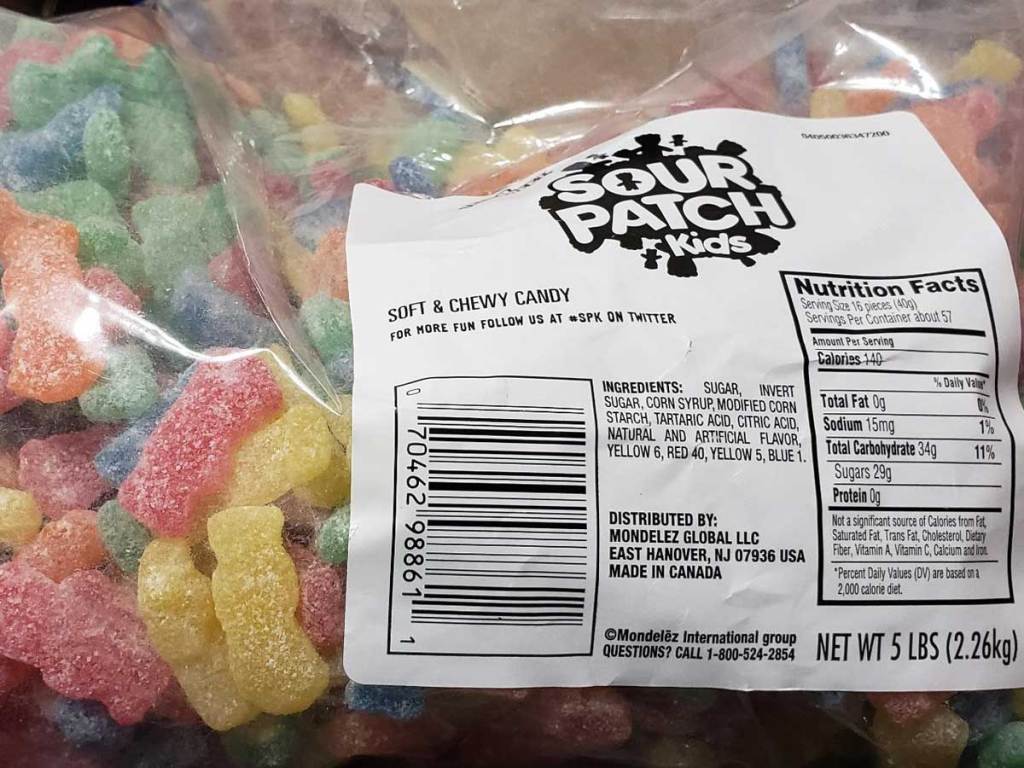 SOUR
PATCH
Kids
SOFT & CHEWY CANDY
FOR MORE FUN FOLLOW US AT #SPK ON TWITTER
0 70462 98861 1
INGREDIENTS: SUGAR, INVERT
SUGAR, CORN SYRUP, MODIFIED CORN
STARCH, TARTARIC ACID, CITRIC ACID,
NATURAL AND ARTIFICIAL FLAVOR,
YELLOW 6, RED 40, YELLOW 5, BLUE 1.
DISTRIBUTED BY:
MONDELEZ GLOBAL LLC
EAST HANOVER, NJ 07936 USA
MADE IN CANADA
©Mondelēz International group
QUESTIONS? CALL 1-800-524-2854
Nutrition Facts
Serving Size 16 pieces (40g)
Servings Per Container about 57
Amount Per Serving
Calories 140
% Daily Value*
Total Fat 0g 0%
Sodium 15mg 1%
Total Carbohydrate 34g 11%
Sugars 29g
Protein 0g
Not a significant source of Calories from Fat,
Saturated Fat, Trans Fat, Cholesterol, Dietary
Fiber, Vitamin A, Vitamin C, Calcium and Iron.
*Percent Daily Values (DV) are based on a
2,000 calorie diet.
NET WT 5 LBS (2.26kg)